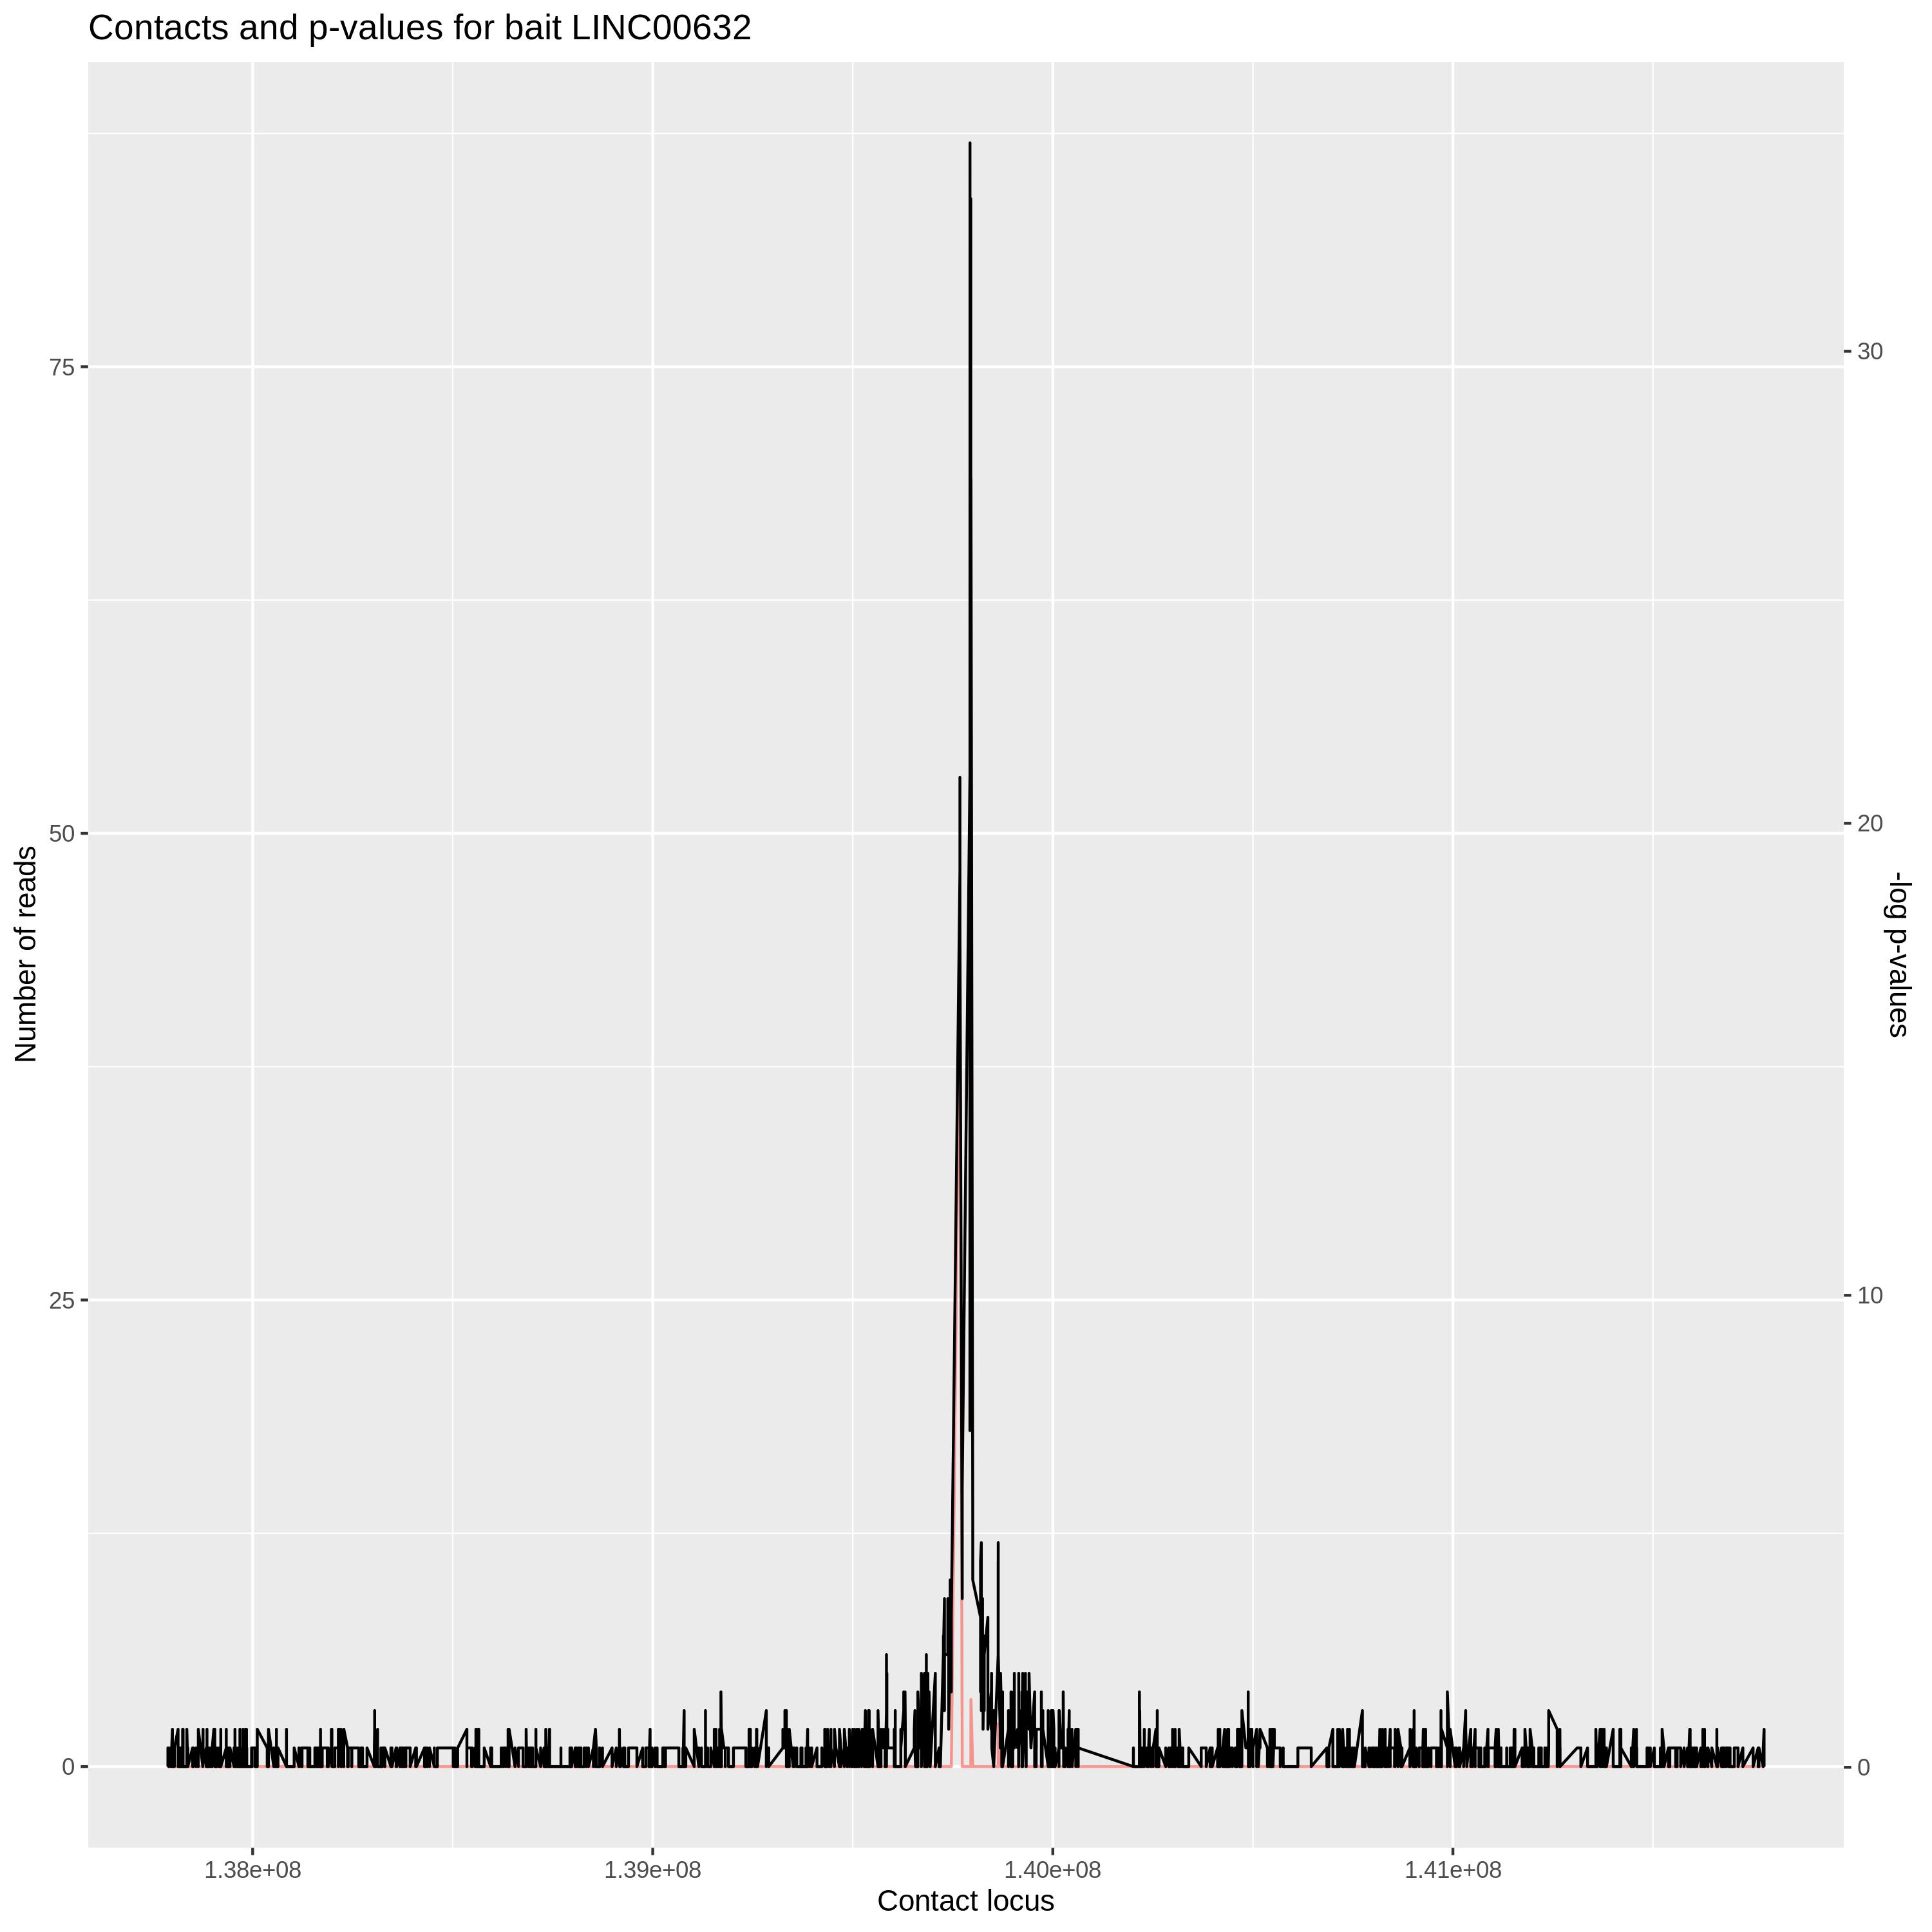 Contacts and p-values for bait LINC00632
75
50
25
0
30
20
10
0
Number of reads
-log p-values
1.38e+08
1.39e+08
1.40e+08
1.41e+08
Contact locus